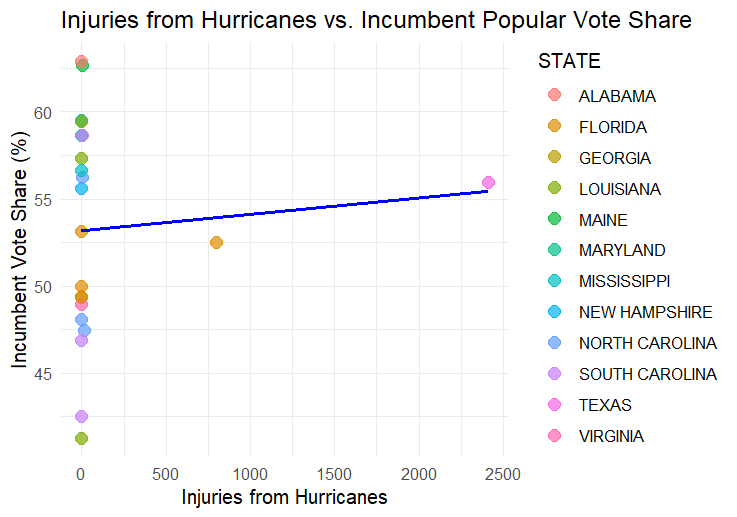 Injuries from Hurricanes vs. Incumbent Popular Vote Share
Incumbent Vote Share (%)
60
55
50
45
0
500
1000
1500
2000
2500
Injuries from Hurricanes
STATE
ALABAMA
FLORIDA
GEORGIA
LOUISIANA
MAINE
MARYLAND
MISSISSIPPI
NEW HAMPSHIRE
NORTH CAROLINA
SOUTH CAROLINA
TEXAS
VIRGINIA